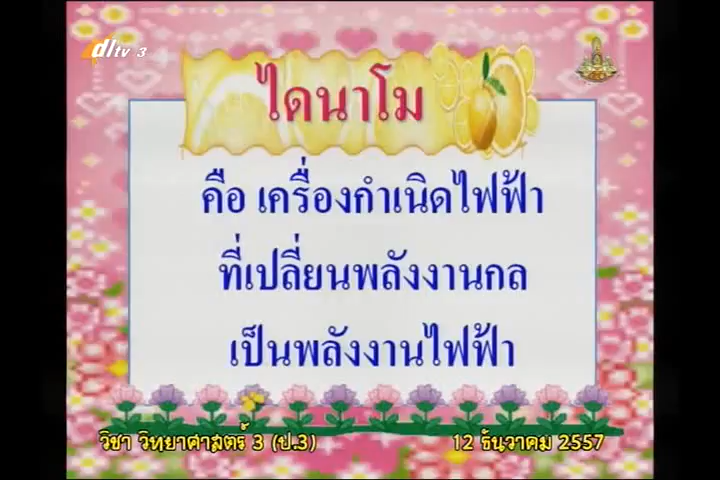 dltv 3
ไดนาโม
คือ เครื่องกำเนิดไฟฟ้า
ที่เปลี่ยนพลังงานกล
เป็นพลังงานไฟฟ้า
วิชา วิทยาศาสตร์ 3 (ป.3)
12 ธันวาคม 2557